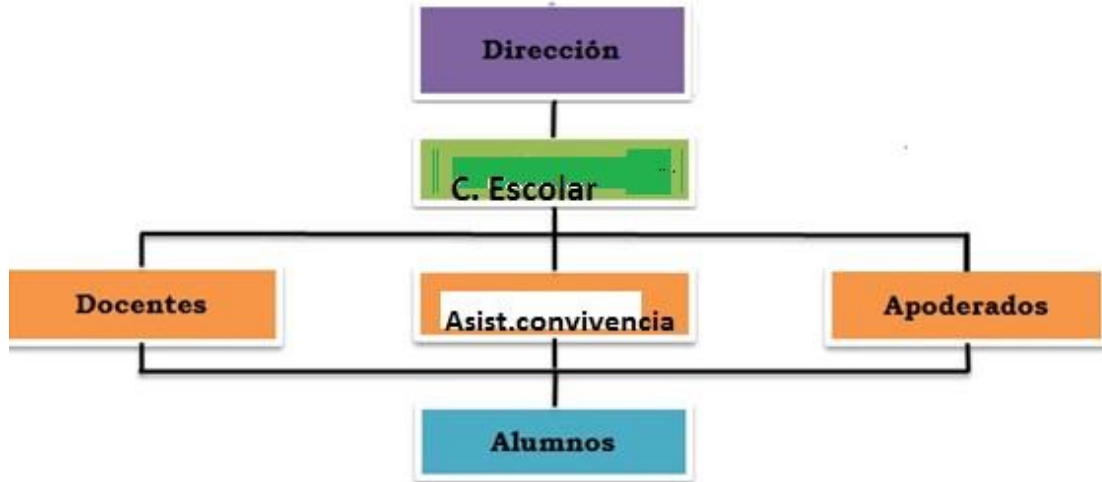 Dirección
C. Escolar
Docentes
Asist.convivencia
Apoderados
Alumnos